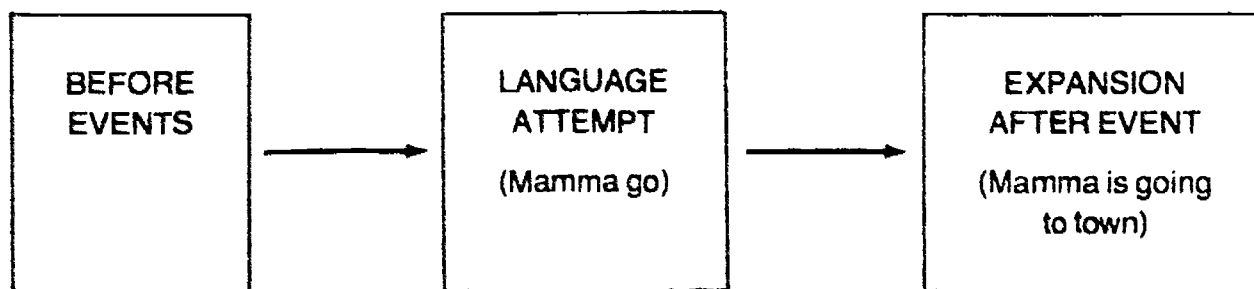 BEFORE
EVENTS
LANGUAGE
ATTEMPT
(Mamma go)
EXPANSION
AFTER EVENT
(Mamma is going
to town)